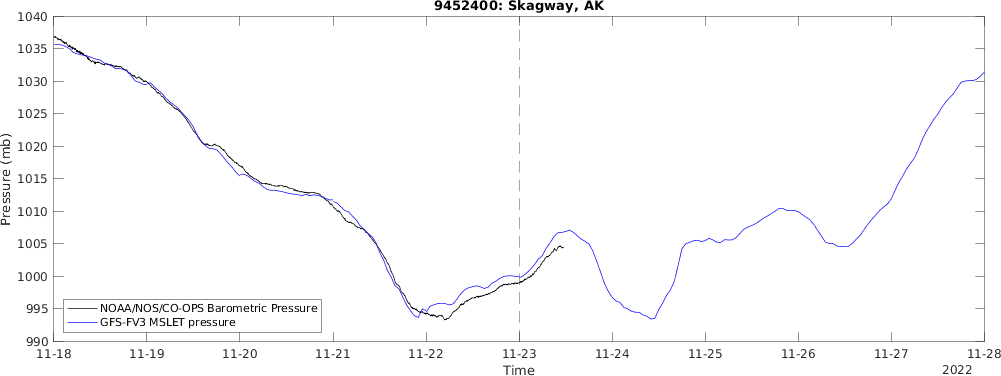 9452400: Skagway, AK
1040
1035
1030
1025
1020
1015
1010
1005
1000
995
990
Pressure (mb)
NOAA/NOS/CO-OPS Barometric Pressure
GFS-FV3 MSLET pressure
11-18 11-19 11-20 11-21 11-22 11-23 11-24 11-25 11-26 11-27 11-28
Time
2022